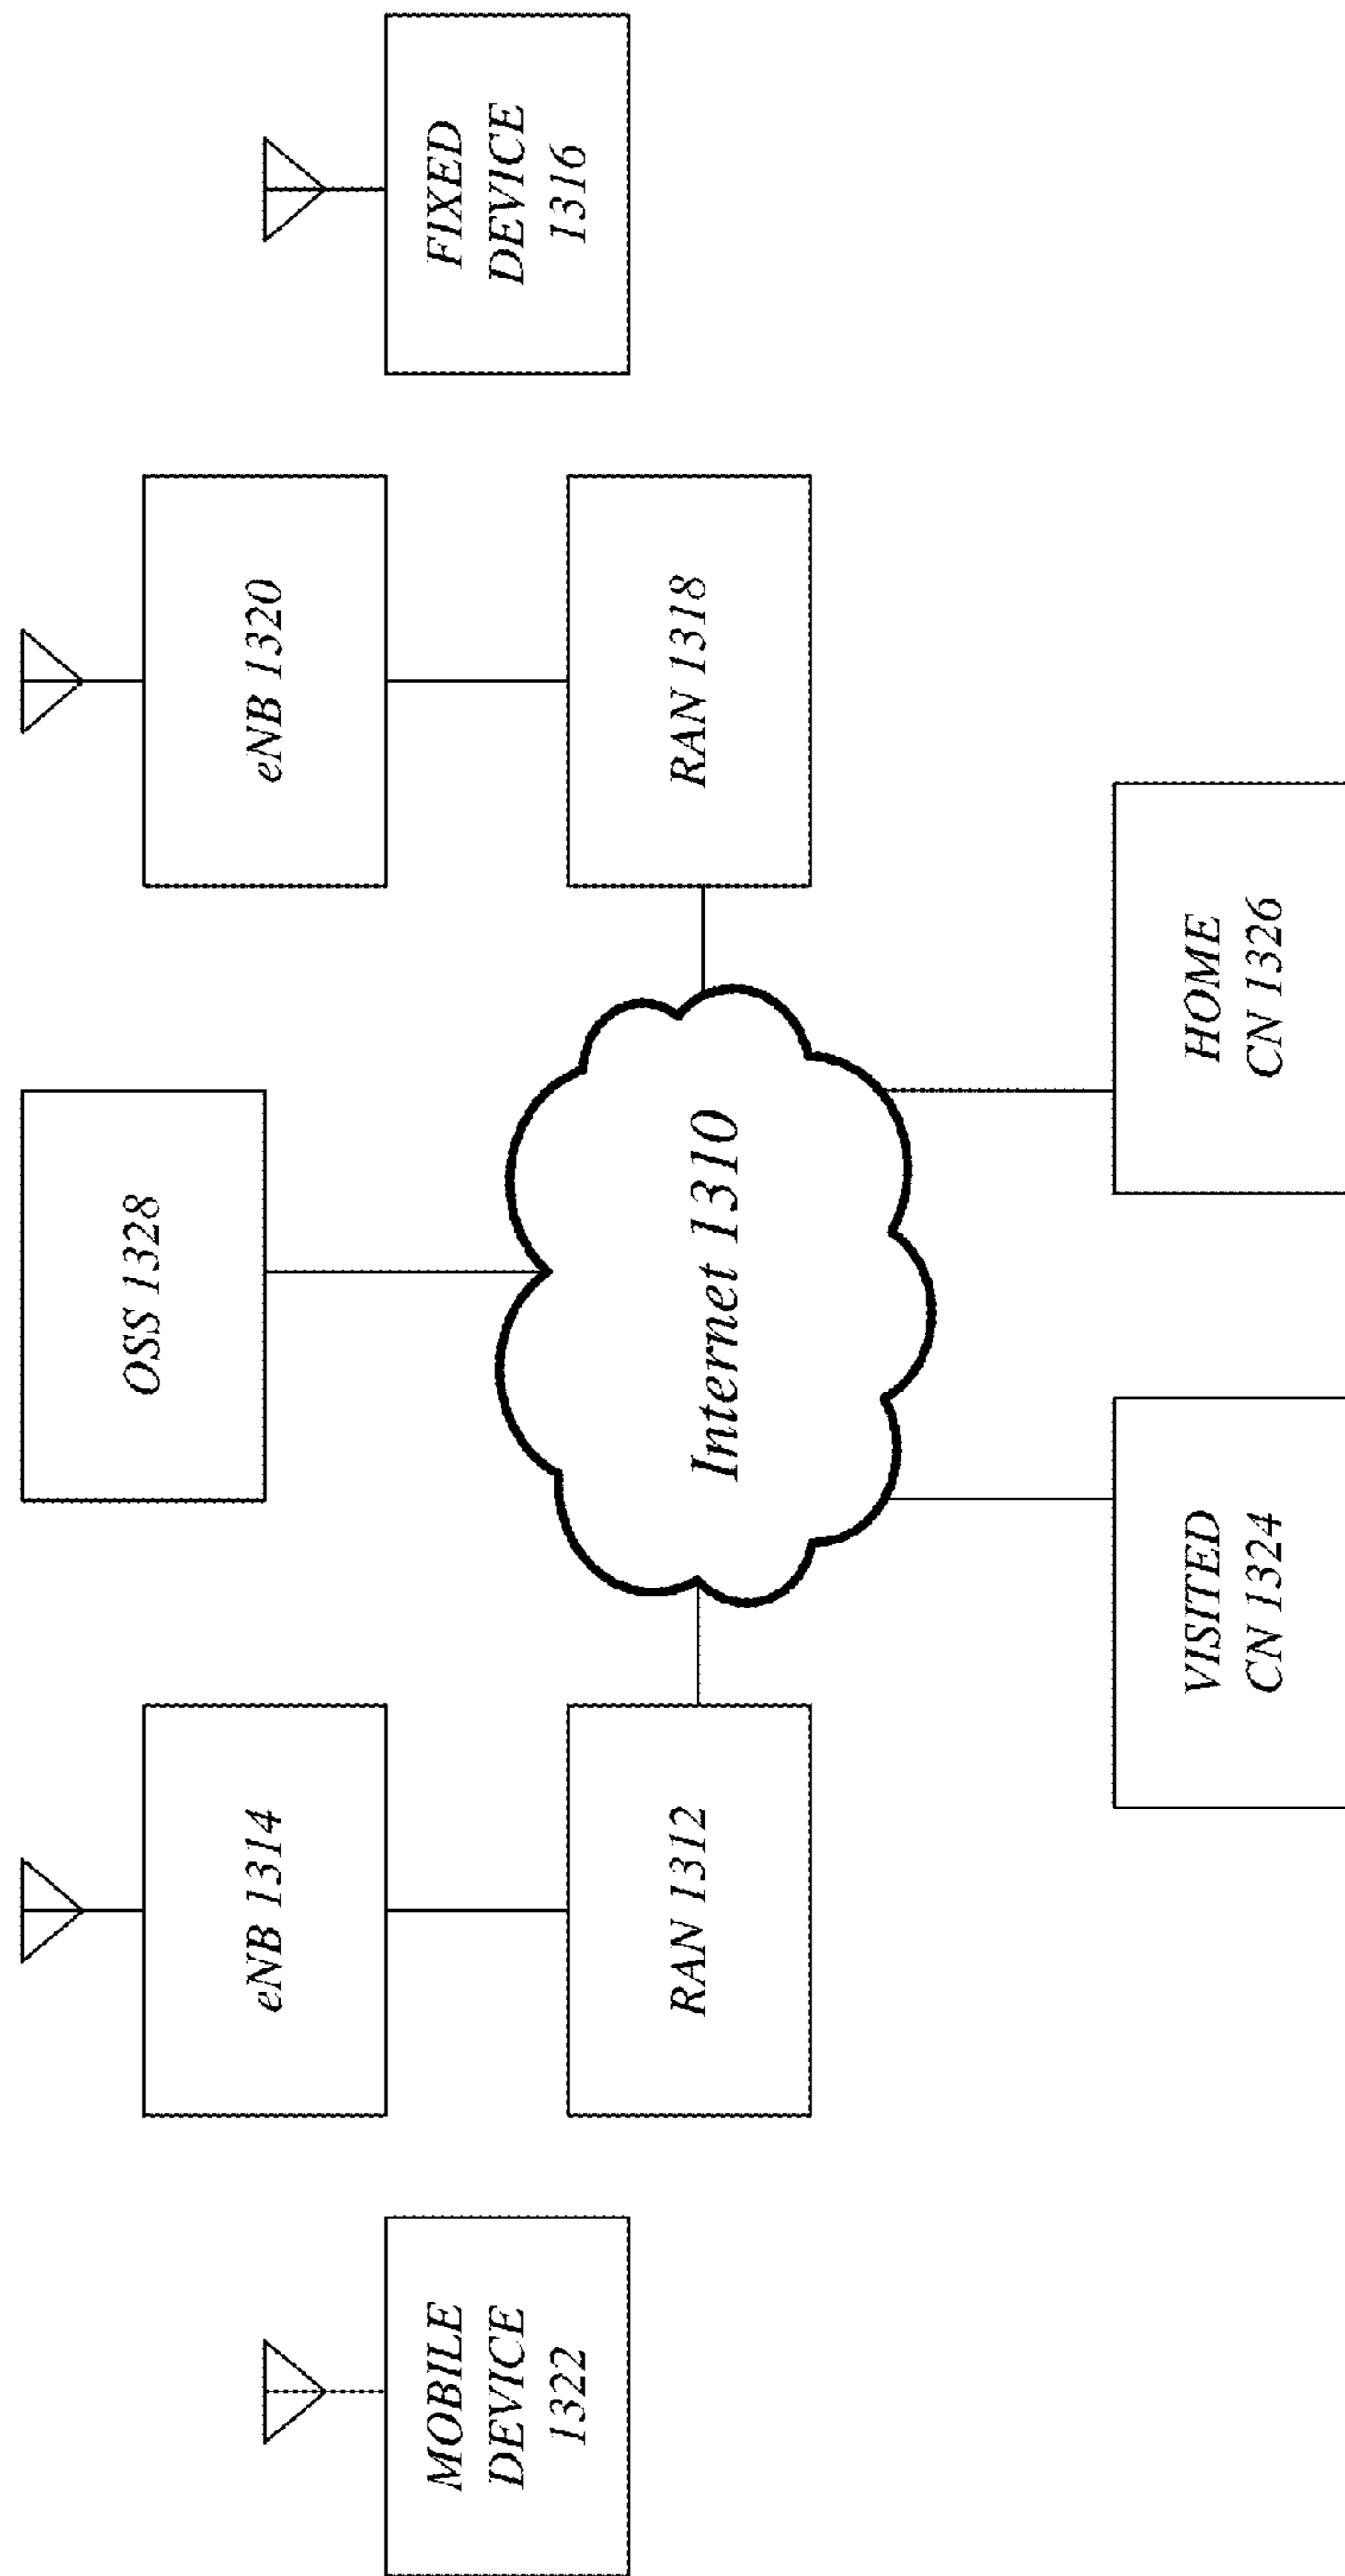 OSS 1328
eNB 1314
eNB 1320
MOBILE
DEVICE
1322
FIXED
DEVICE
1316
RAN 1312
Internet 1310
RAN 1318
VISITED
CN 1324
HOME
CN 1326